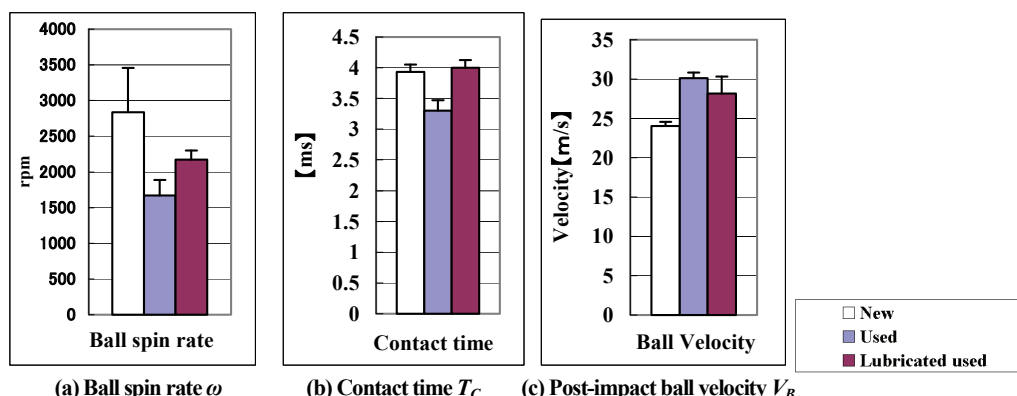 4000
3500
3000
2500
2000
1500
1000
500
0
rpm
Ball spin rate
(a) Ball spin rate ω
4.5
4
3.5
3
2.5
2
1.5
1
0.5
0
【ms】
Contact time
(b) Contact time T_C
35
30
25
20
15
10
5
0
Velocity【m/s】
Ball Velocity
(c) Post-impact ball velocity V_B
New
Used
Lubricated used